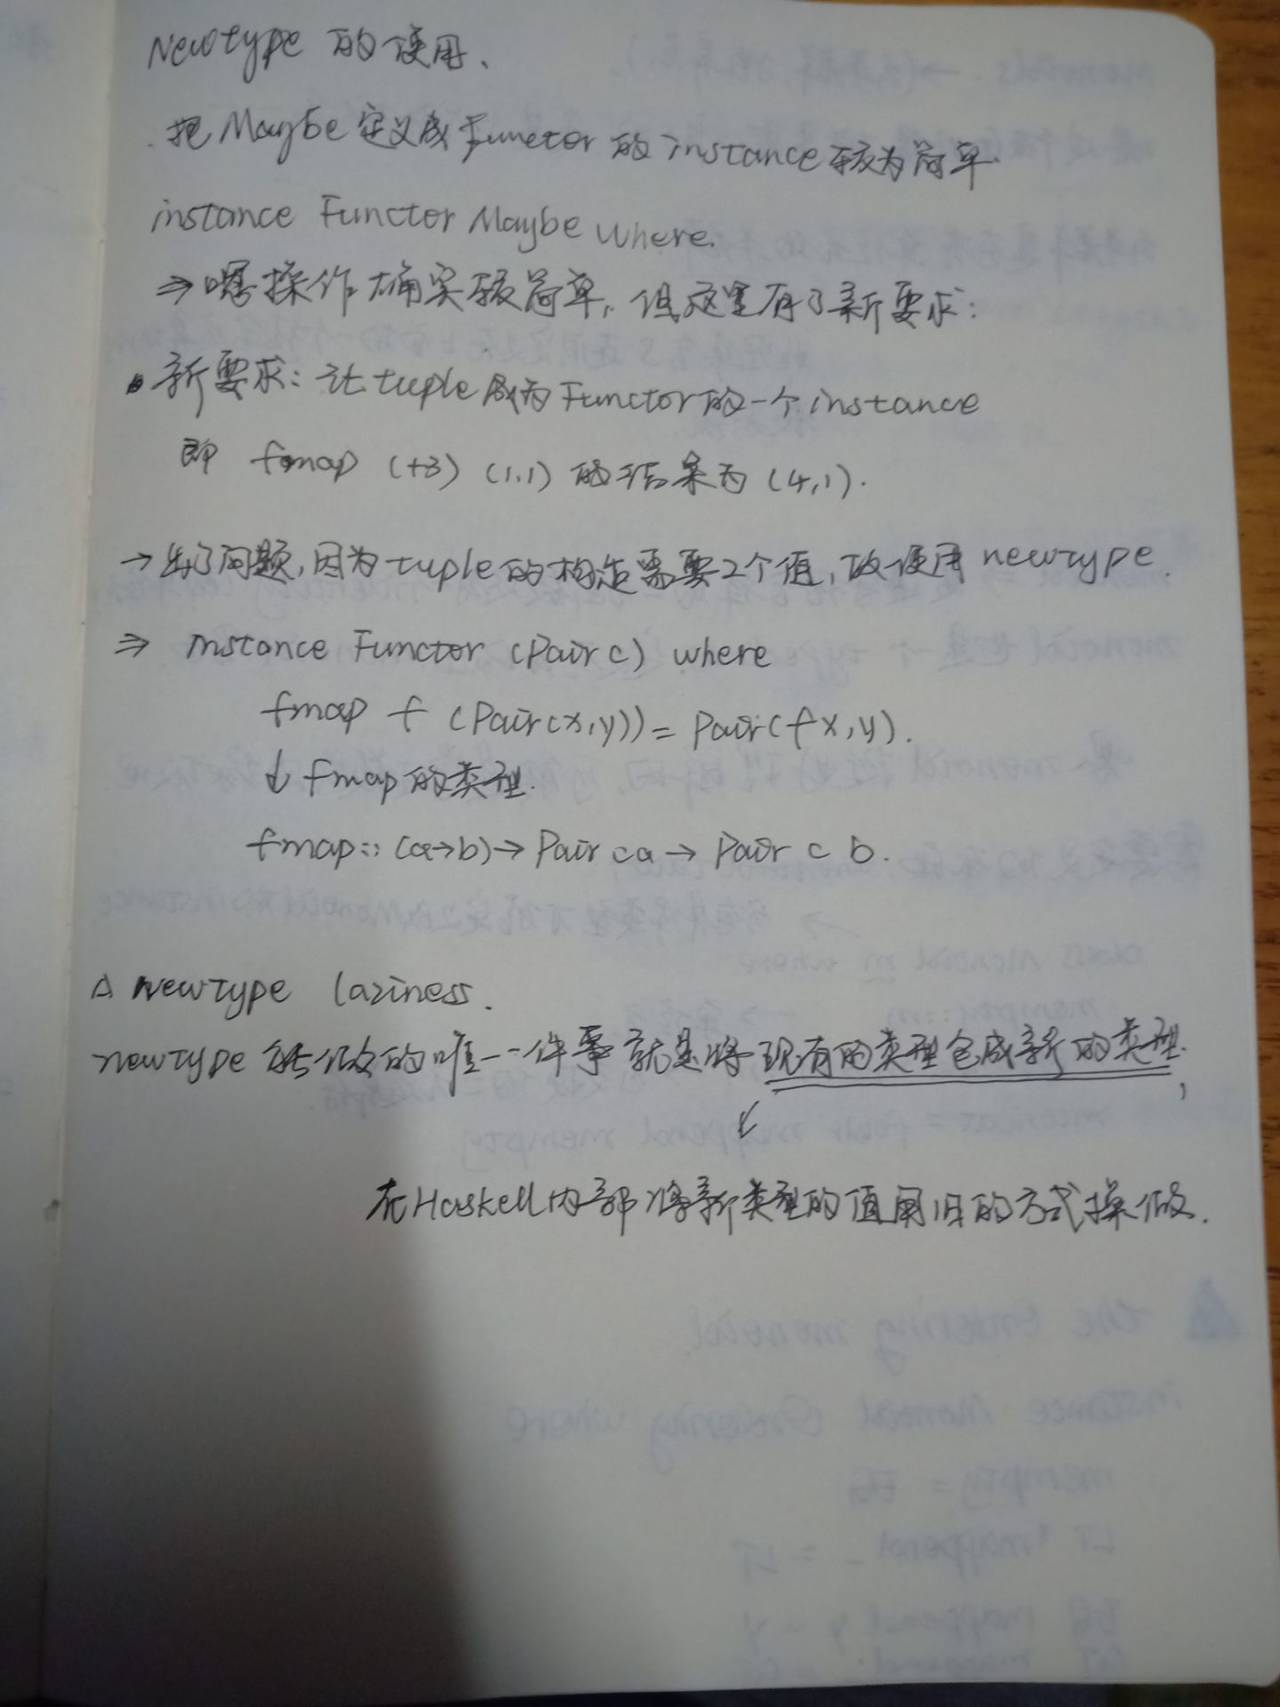 Newtype 的使用、
把 Maybe 定义成 Functor 的 instance 较为简单
instance Functor Maybe where.
⇒ 嗯操作确实较简单, 但这里有了新要求:
新要求: 让 tuple 成为 Functor 的一个 instance
即 fmap (+3) (1,1) 的结果为 (4,1).
→ 出了问题, 因为 tuple 的构造需要2个值, 故使用 newtype.
⇒ instance Functor (Pair c) where
fmap f (Pair(x,y)) = Pair(f x,y).
↓ fmap 的类型.
fmap:: (a→b)→ Pair c a → Pair c b.
△ newtype laziness.
newtype 能做的唯一一件事就是将现有的类型包成新的类型,
↙
在 Haskell 内部将新类型的值用旧的方式操做.